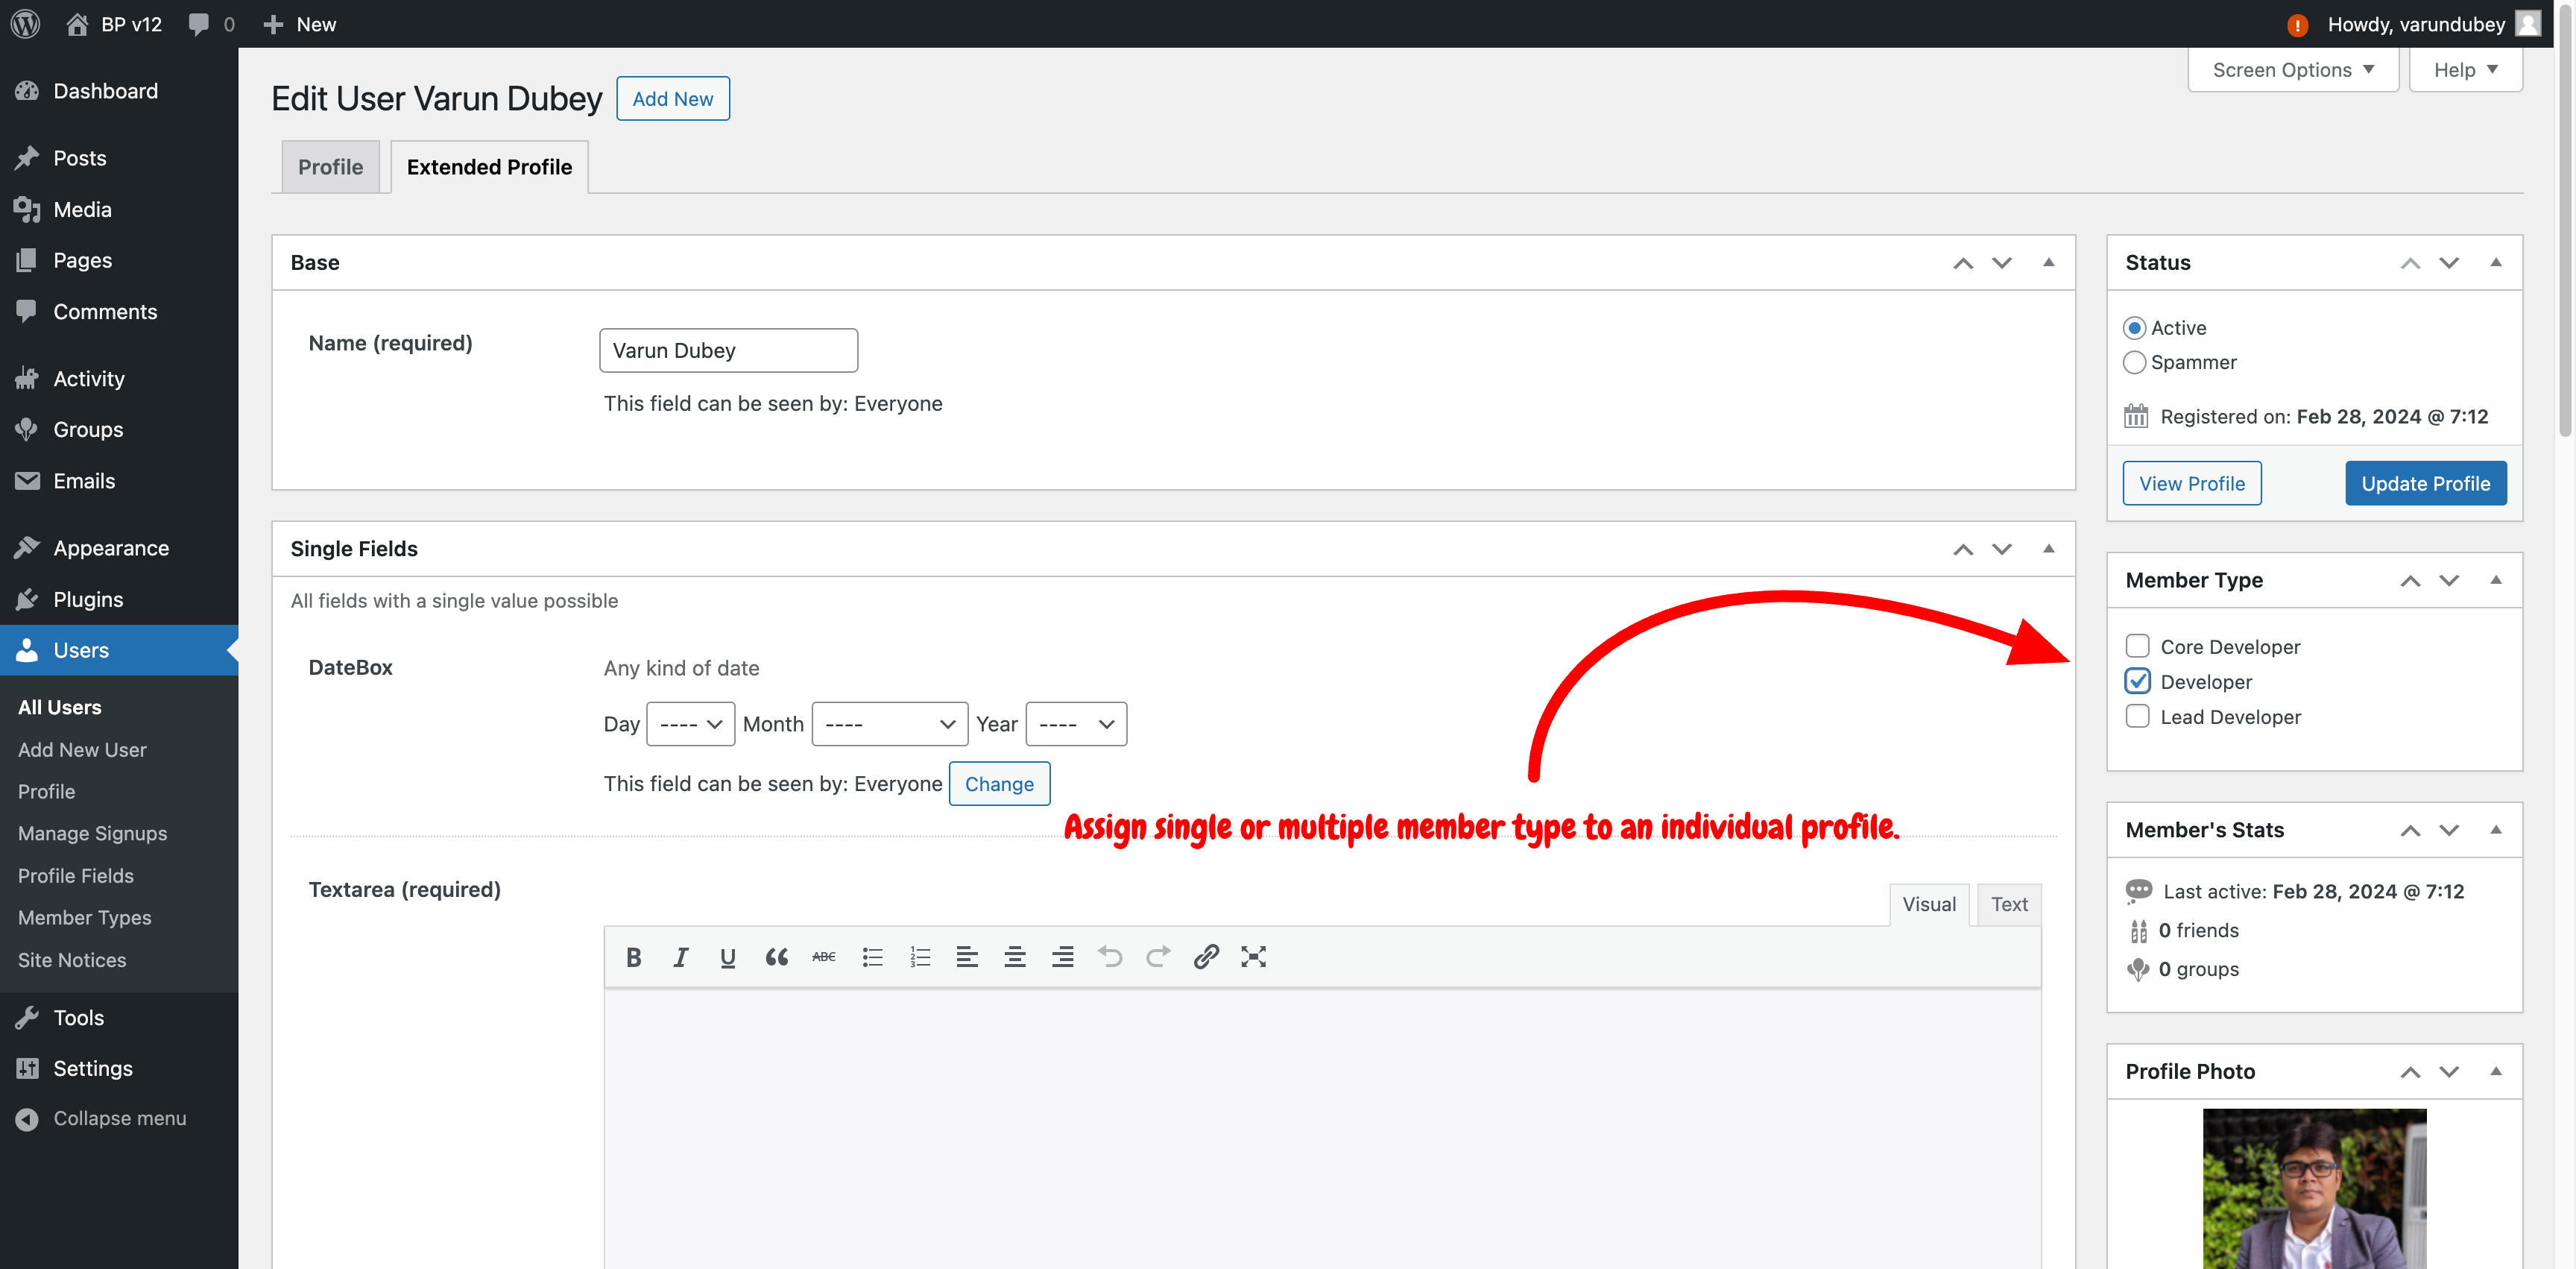 BP v12
0
New
Howdy, varundubey
Dashboard
Posts
Media
Pages
Comments
Activity
Groups
Emails
Appearance
Plugins
Users
All Users
Add New User
Profile
Manage Signups
Profile Fields
Member Types
Site Notices
Tools
Settings
Collapse menu
Screen Options
Help
Edit User Varun Dubey
Add New
Profile
Extended Profile
Base
Name (required)
Varun Dubey
This field can be seen by: Everyone
Single Fields
All fields with a single value possible
DateBox
Any kind of date
Day ---- Month ---- Year ----
This field can be seen by: Everyone Change
Assign single or multiple member type to an individual profile.
Textarea (required)
Visual
Text
B I U ABC
Status
Active
Spammer
Registered on: Feb 28, 2024 @ 7:12
View Profile
Update Profile
Member Type
Core Developer
Developer
Lead Developer
Member's Stats
Last active: Feb 28, 2024 @ 7:12
0 friends
0 groups
Profile Photo